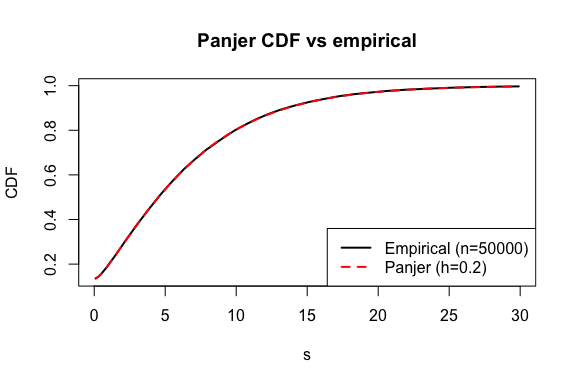 Panjer CDF vs empirical
CDF
1.0
0.8
0.6
0.4
0.2
Empirical (n=50000)
Panjer (h=0.2)
0 5 10 15 20 25 30
s